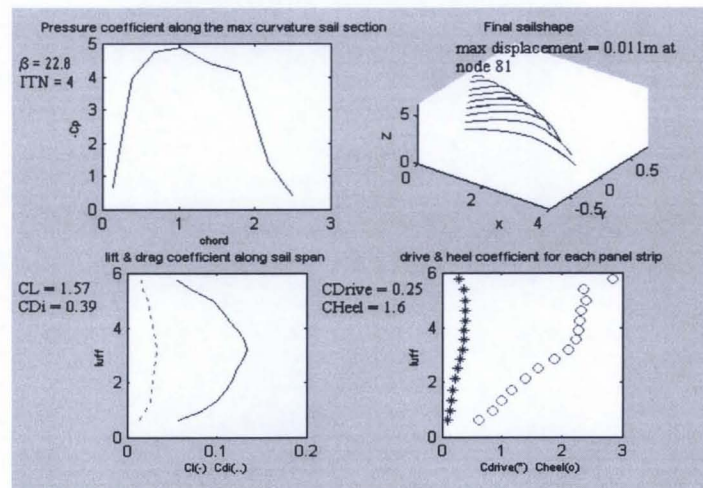 Pressure coefficient along the max curvature sail section
β = 22.8
ITN = 4
5
4
3
2
1
0
-Cp
0 1 2 3
chord
Final sailshape
max displacement = 0.011m at
node 81
5
0
Z
0
2
4
X
-0.5
0
0.5
Y
lift & drag coefficient along sail span
CL = 1.57
CDi = 0.39
6
4
2
0
luff
0 0.1 0.2
Cl(-) Cdi(..)
drive & heel coefficient for each panel strip
CDrive = 0.25
CHeel = 1.6
6
4
2
0
luff
0 1 2 3
Cdrive(*) Cheel(o)